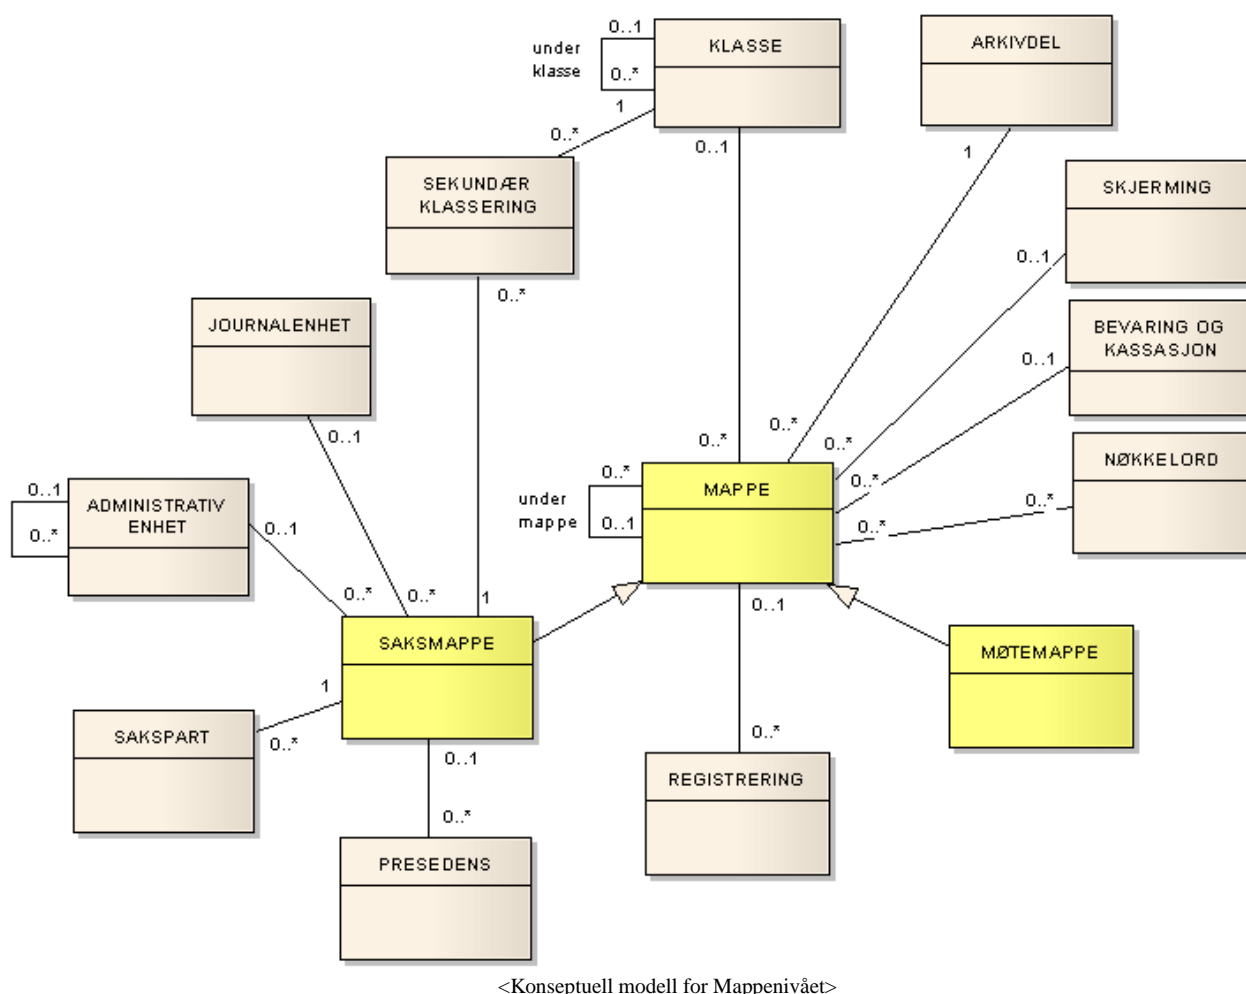 0..1
under
klasse
0..*
KLASSE
ARKIVDEL
1
0..*
0..1
1
SEKUNDÆR
KLASSERING
SKJERMING
0..*
0..1
JOURNALENHET
BEVARING OG
KASSASJON
0..1
0..1
0..*
0..*
0..*
NØKKELORD
0..1
ADMINISTRATIV
ENHET
0..*
0..1
0..*
under
mappe
0..1
MAPPE
0..*
0..*
0..*
0..*
0..*
1
0..1
SAKSMAPPE
MØTEMAPPE
1
SAKSPART
0..*
0..1
0..*
REGISTRERING
0..*
PRESEDENS
<Konseptuell modell for Mappenivået>